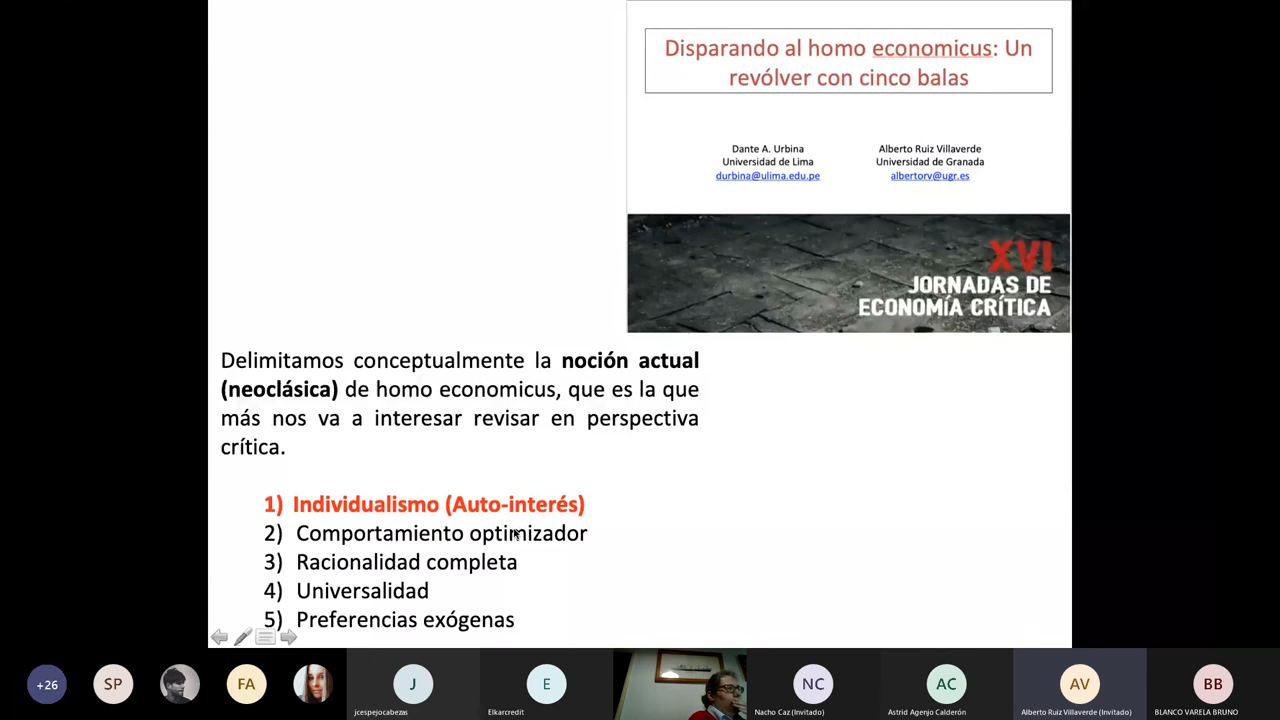 Disparando al homo economicus: Un
revólver con cinco balas
Dante A. Urbina
Universidad de Lima
durbina@ulima.edu.pe
Alberto Ruiz Villaverde
Universidad de Granada
albertorv@ugr.es
XVI
JORNADAS DE
ECONOMÍA CRÍTICA
Delimitamos conceptualmente la noción actual
(neoclásica) de homo economicus, que es la que
más nos va a interesar revisar en perspectiva
crítica.
1) Individualismo (Auto-interés)
2) Comportamiento optimizador
3) Racionalidad completa
4) Universalidad
5) Preferencias exógenas
+26
SP
FA
J
jcespejocabezas
E
Elkarcredit
NC
Nacho Caz (Invitado)
AC
Astrid Agenjo Calderón
AV
Alberto Ruiz Villaverde (Invitado)
BB
BLANCO VARELA BRUNO